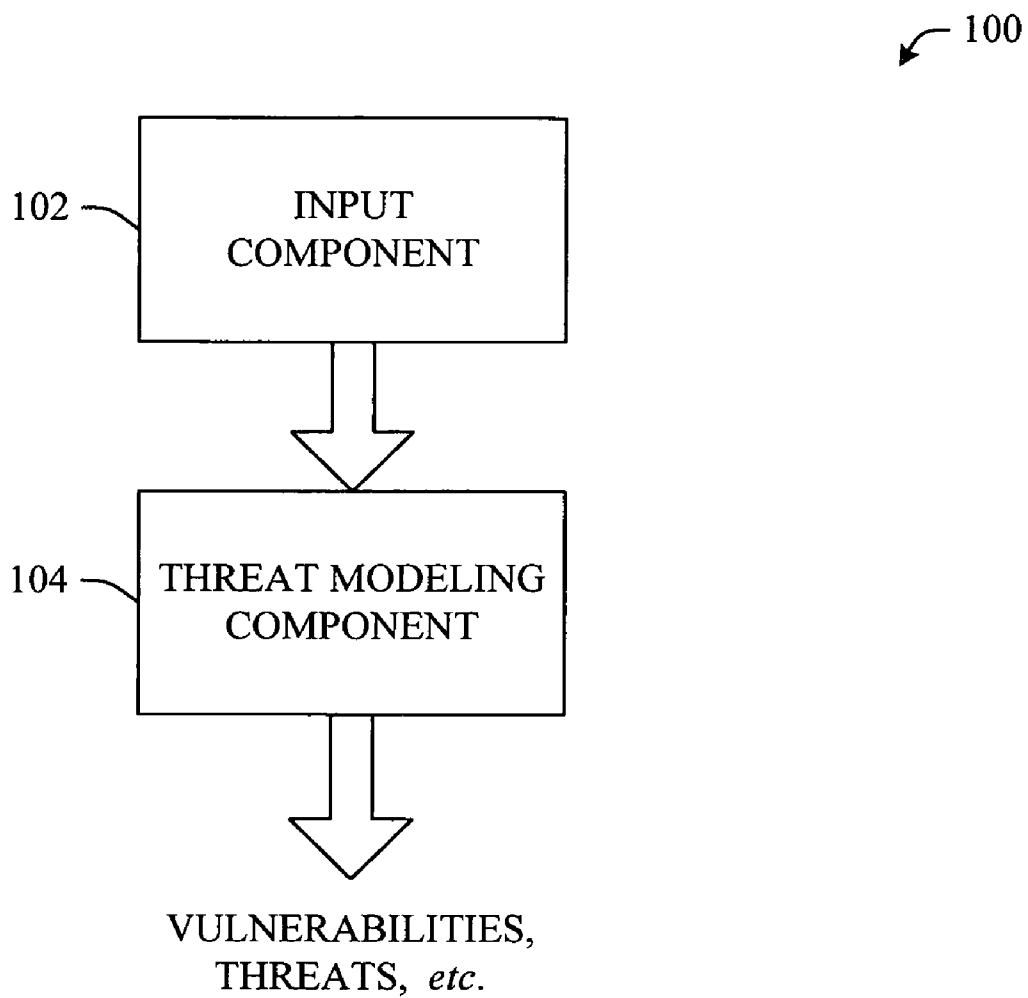 100
102
INPUT
COMPONENT
104
THREAT MODELING
COMPONENT
VULNERABILITIES,
THREATS, etc.